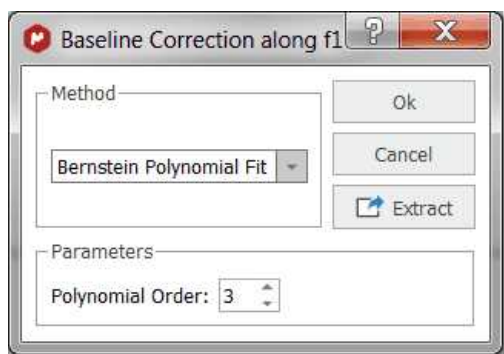 Baseline Correction along f1
Method
Bernstein Polynomial Fit
Ok
Cancel
Extract
Parameters
Polynomial Order: 3